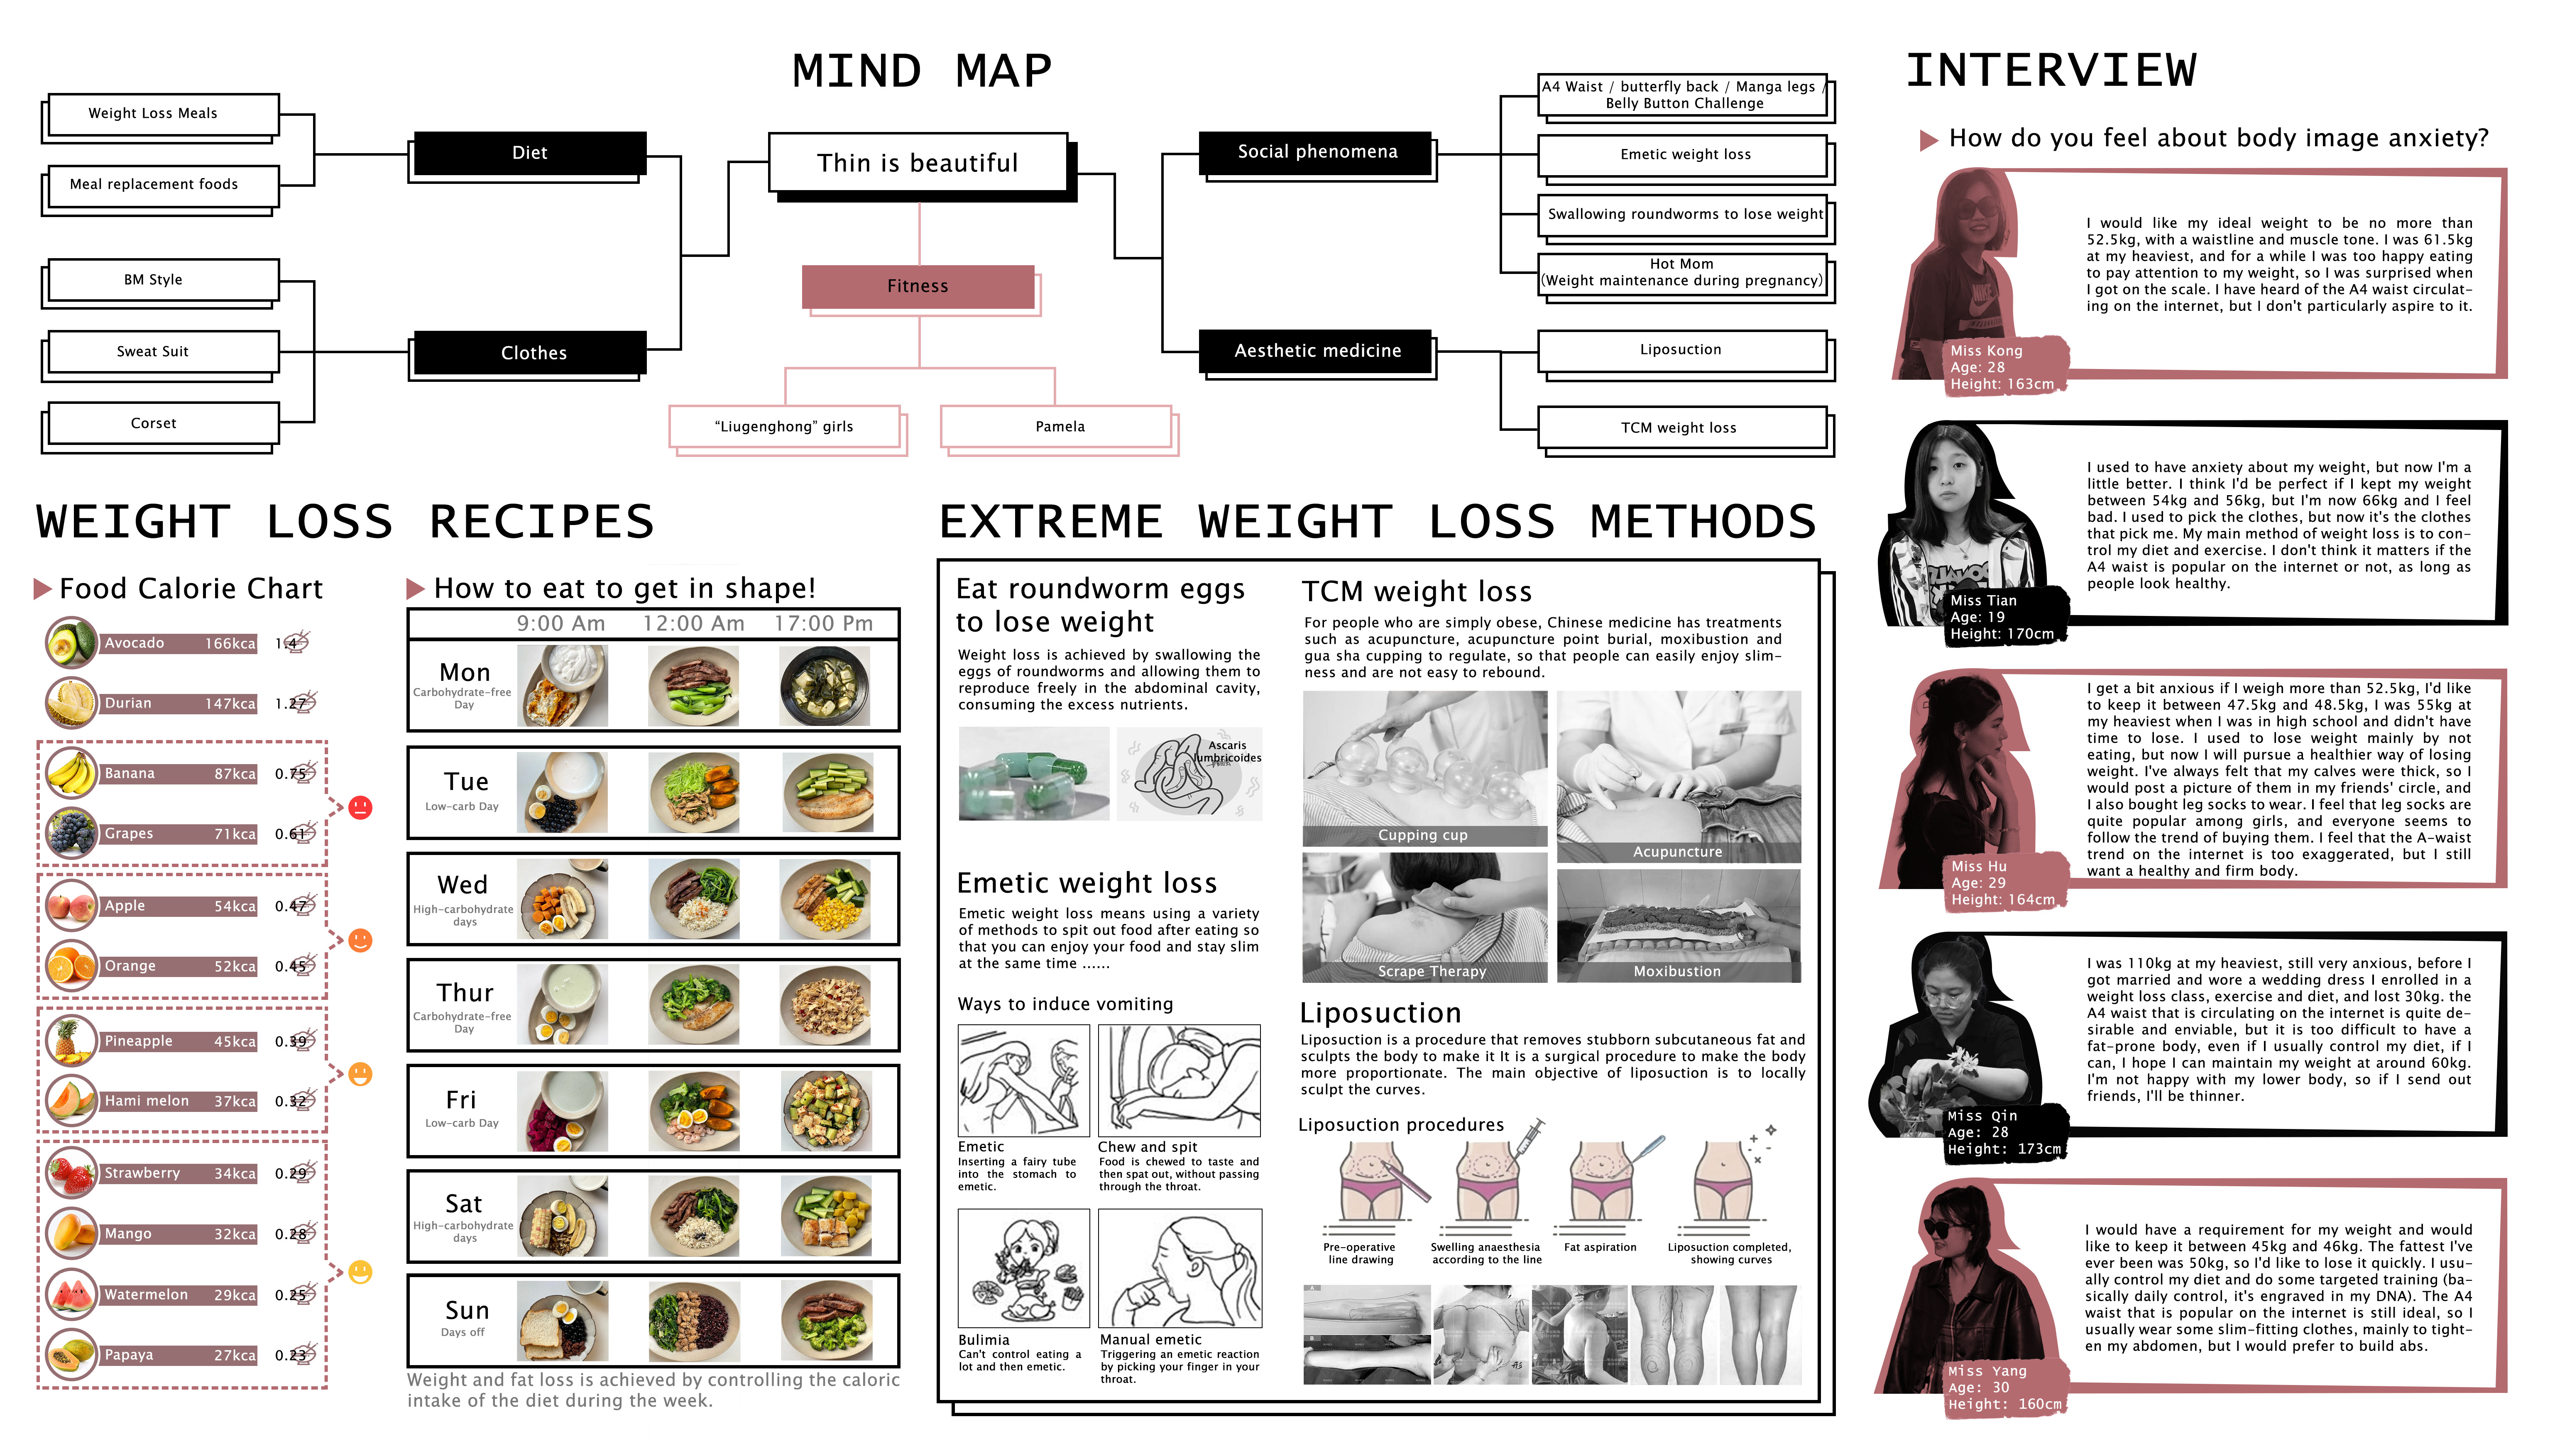 MIND MAP
Weight Loss Meals
Meal replacement foods
BM Style
Sweat Suit
Corset
Diet
Clothes
Thin is beautiful
Fitness
“Liugenghong” girls
Pamela
Social phenomena
Aesthetic medicine
A4 Waist / butterfly back / Manga legs /
Belly Button Challenge
Emetic weight loss
Swallowing roundworms to lose weight
Hot Mom
(Weight maintenance during pregnancy)
Liposuction
TCM weight loss
WEIGHT LOSS RECIPES
Food Calorie Chart
Avocado 166kca 1.4
Durian 147kca 1.27
Banana 87kca 0.75
Grapes 71kca 0.61
Apple 54kca 0.47
Orange 52kca 0.45
Pineapple 45kca 0.39
Hami melon 37kca 0.32
Strawberry 34kca 0.29
Mango 32kca 0.28
Watermelon 29kca 0.25
Papaya 27kca 0.23
How to eat to get in shape!
9:00 Am 12:00 Am 17:00 Pm
Mon
Carbohydrate-free
Day
Tue
Low-carb Day
Wed
High-carbohydrate
days
Thur
Carbohydrate-free
Day
Fri
Low-carb Day
Sat
High-carbohydrate
days
Sun
Days off
Weight and fat loss is achieved by controlling the caloric
intake of the diet during the week.
EXTREME WEIGHT LOSS METHODS
Eat roundworm eggs
to lose weight
Weight loss is achieved by swallowing the
eggs of roundworms and allowing them to
reproduce freely in the abdominal cavity,
consuming the excess nutrients.
Ascaris
lumbricoides
Emetic weight loss
Emetic weight loss means using a variety
of methods to spit out food after eating so
that you can enjoy your food and stay slim
at the same time ......
Ways to induce vomiting
Emetic
Inserting a fairy tube
into the stomach to
emetic.
Chew and spit
Food is chewed to taste and
then spat out, without passing
through the throat.
Bulimia
Can't control eating a
lot and then emetic.
Manual emetic
Triggering an emetic reaction
by picking your finger in your
throat.
TCM weight loss
For people who are simply obese, Chinese medicine has treatments
such as acupuncture, acupuncture point burial, moxibustion and
gua sha cupping to regulate, so that people can easily enjoy slim-
ness and are not easy to rebound.
Cupping cup
Acupuncture
Scrape Therapy
Moxibustion
Liposuction
Liposuction is a procedure that removes stubborn subcutaneous fat and
sculpts the body to make it It is a surgical procedure to make the body
more proportionate. The main objective of liposuction is to locally
sculpt the curves.
Liposuction procedures
Pre-operative
line drawing
Swelling anaesthesia
according to the line
Fat aspiration
Liposuction completed,
showing curves
INTERVIEW
How do you feel about body image anxiety?
I would like my ideal weight to be no more than
52.5kg, with a waistline and muscle tone. I was 61.5kg
at my heaviest, and for a while I was too happy eating
to pay attention to my weight, so I was surprised when
I got on the scale. I have heard of the A4 waist circulat-
ing on the internet, but I don't particularly aspire to it.
NIKE
Miss Kong
Age: 28
Height: 163cm
I used to have anxiety about my weight, but now I'm a
little better. I think I'd be perfect if I kept my weight
between 54kg and 56kg, but I'm now 66kg and I feel
bad. I used to pick the clothes, but now it's the clothes
that pick me. My main method of weight loss is to con-
trol my diet and exercise. I don't think it matters if the
A4 waist is popular on the internet or not, as long as
people look healthy.
Miss Tian
Age: 19
Height: 170cm
I get a bit anxious if I weigh more than 52.5kg, I'd like
to keep it between 47.5kg and 48.5kg, I was 55kg at
my heaviest when I was in high school and didn't have
time to lose. I used to lose weight mainly by not
eating, but now I will pursue a healthier way of losing
weight. I've always felt that my calves were thick, so I
would post a picture of them in my friends' circle, and
I also bought leg socks to wear. I feel that leg socks are
quite popular among girls, and everyone seems to
follow the trend of buying them. I feel that the A-waist
trend on the internet is too exaggerated, but I still
want a healthy and firm body.
Miss Hu
Age: 29
Height: 164cm
I was 110kg at my heaviest, still very anxious, before I
got married and wore a wedding dress I enrolled in a
weight loss class, exercise and diet, and lost 30kg. the
A4 waist that is circulating on the internet is quite de-
sirable and enviable, but it is too difficult to have a
fat-prone body, even if I usually control my diet, if I
can, I hope I can maintain my weight at around 60kg.
I'm not happy with my lower body, so if I send out
friends, I'll be thinner.
Miss Qin
Age: 28
Height: 173cm
I would have a requirement for my weight and would
like to keep it between 45kg and 46kg. The fattest I've
ever been was 50kg, so I'd like to lose it quickly. I usu-
ally control my diet and do some targeted training (ba-
sically daily control, it's engraved in my DNA). The A4
waist that is popular on the internet is still ideal, so I
usually wear some slim-fitting clothes, mainly to tight-
en my abdomen, but I would prefer to build abs.
Miss Yang
Age: 30
Height: 160cm